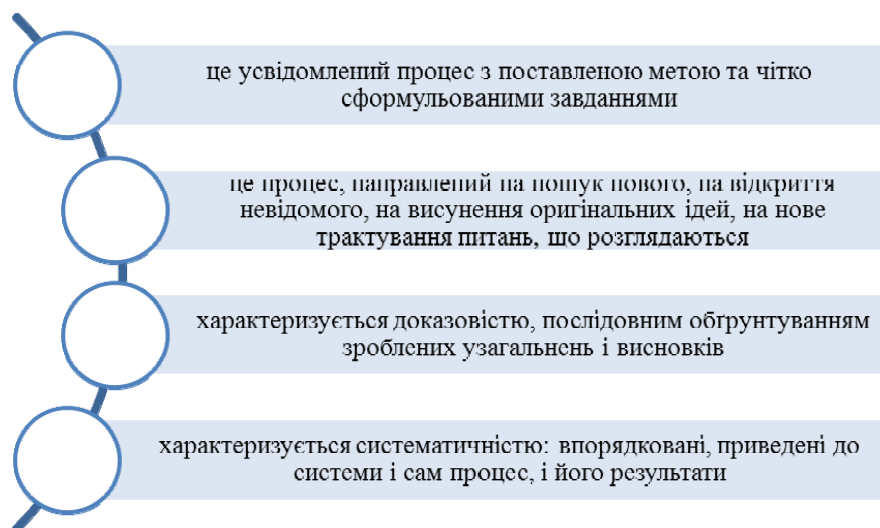 це усвідомлений процес з поставленою метою та чітко
сформульованими завданнями
це процес, направлений на пошук нового, на відкриття
невідомого, на висунення оригінальних ідей, на нове
трактування питань, що розглядаються
характеризується доказовістю, послідовним обґрунтуванням
зроблених узагальнень і висновків
характеризується систематичністю: впорядковані, приведені до
системи і сам процес, і його результати